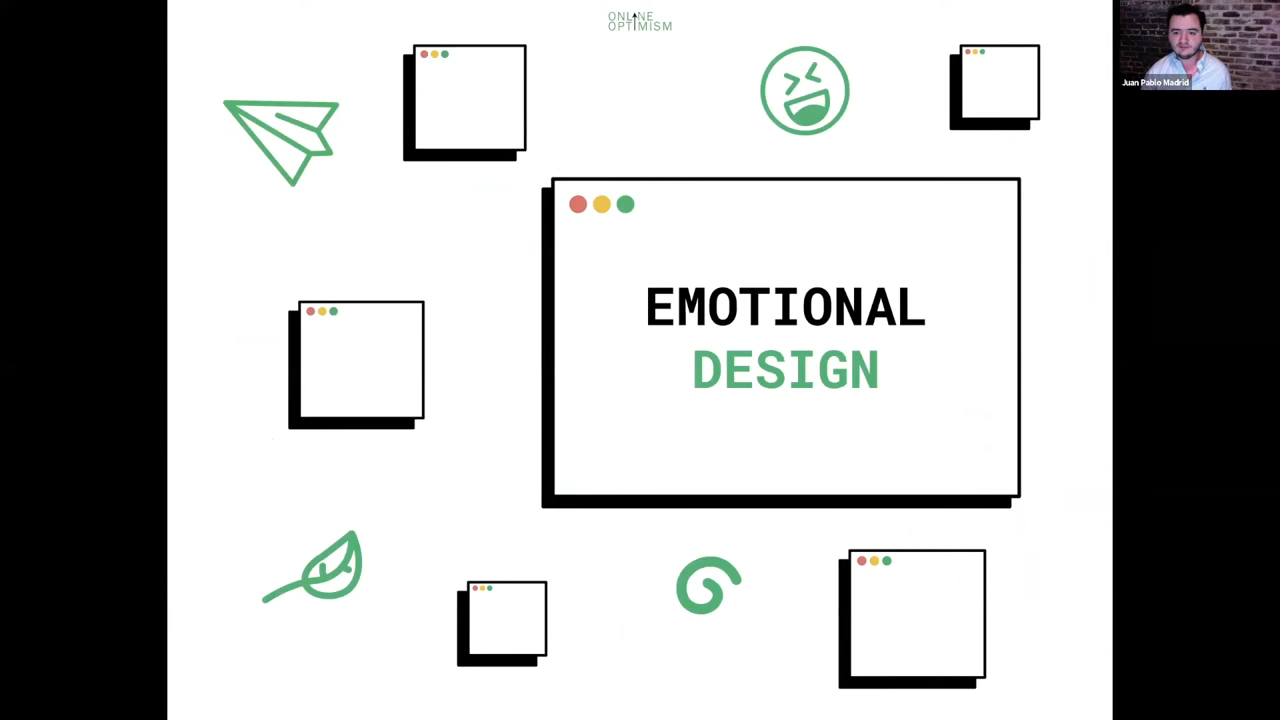 ONLINE
OPTIMISM
Juan Pablo Madrid
EMOTIONAL
DESIGN